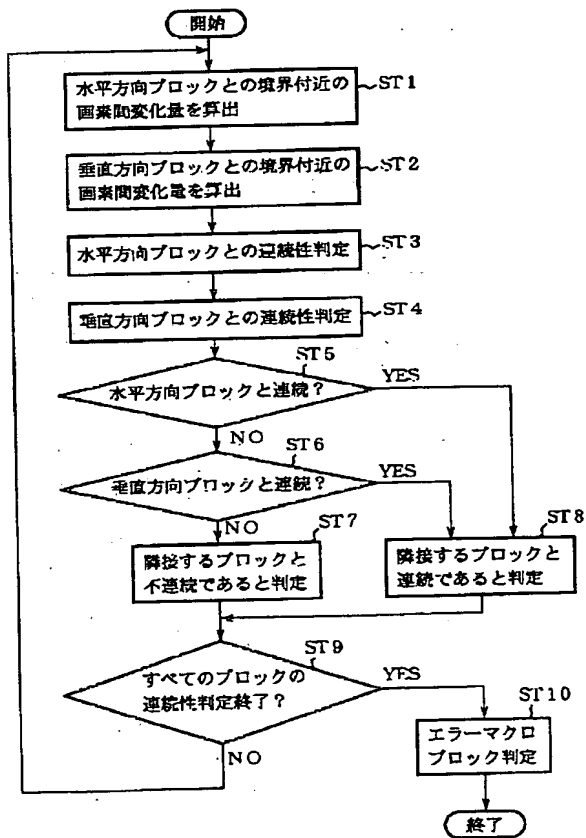 開始
水平方向ブロックとの境界付近の
画素間変化量を算出
ST1
垂直方向ブロックとの境界付近の
画素間変化量を算出
ST2
水平方向ブロックとの連続性判定
ST3
垂直方向ブロックとの連続性判定
ST4
ST5
水平方向ブロックと連続？
YES
NO
ST6
垂直方向ブロックと連続？
YES
NO
ST7
隣接するブロックと
不連続であると判定
ST8
隣接するブロックと
連続であると判定
ST9
すべてのブロックの
連続性判定終了？
YES
NO
ST10
エラーマクロ
ブロック判定
終了